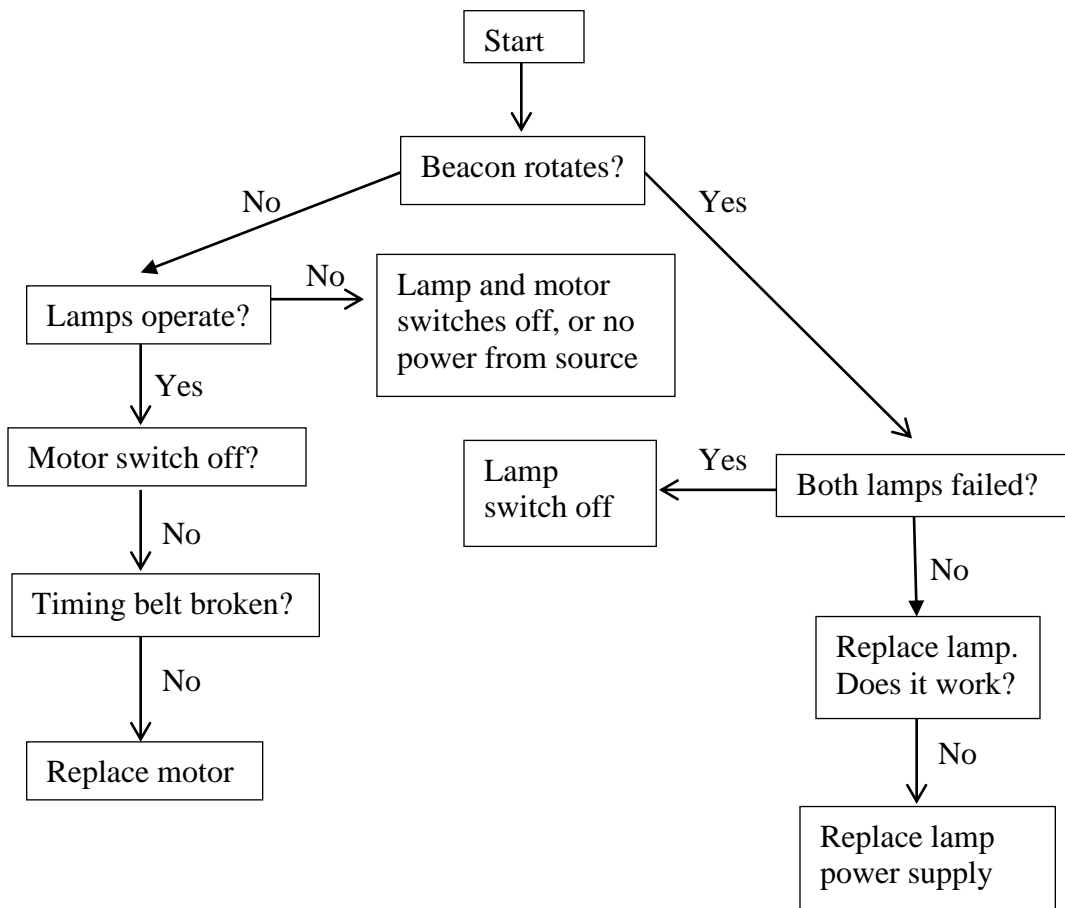 Start
Beacon rotates?
No
Yes
No
Lamps operate?
Lamp and motor
switches off, or no
power from source
Yes
Motor switch off?
Yes
Lamp
switch off
Both lamps failed?
No
No
Timing belt broken?
Replace lamp.
Does it work?
No
No
Replace motor
Replace lamp
power supply